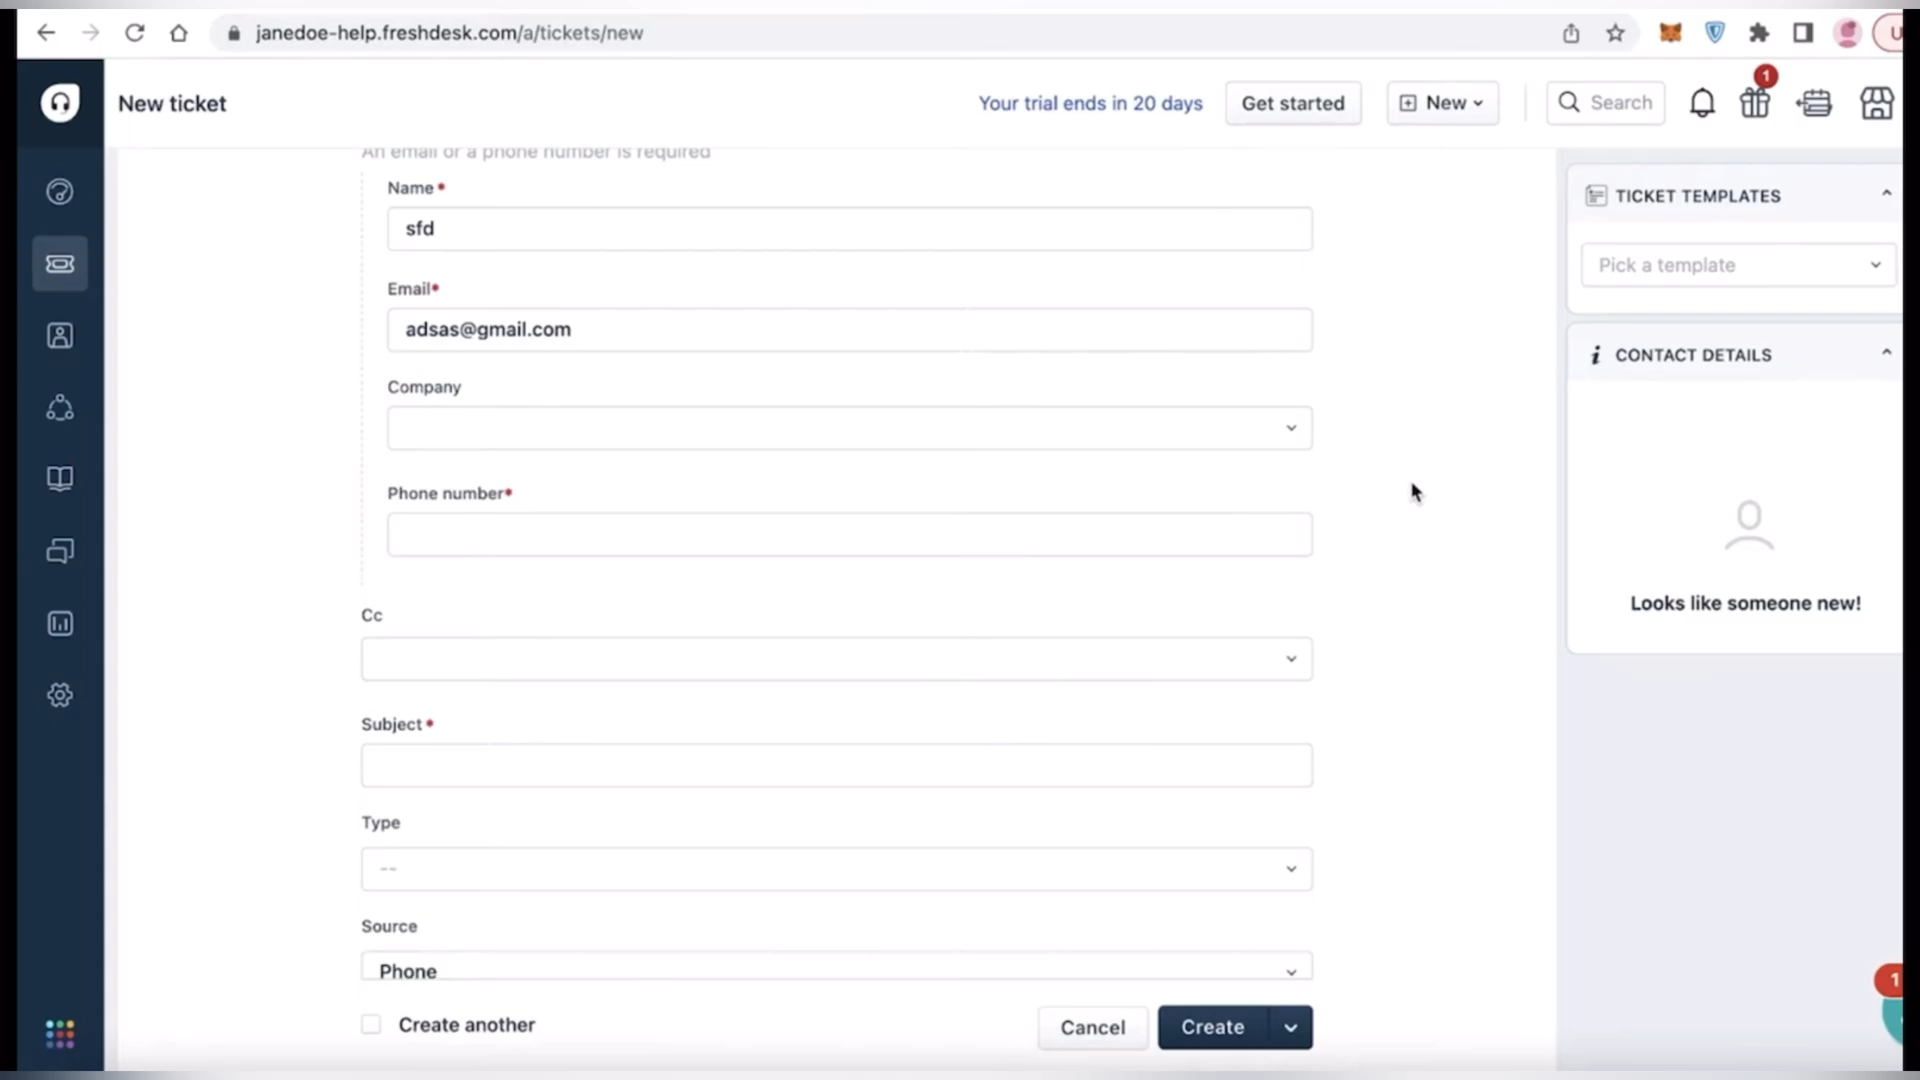 janedoe-help.freshdesk.com/a/tickets/new
U
New ticket
Your trial ends in 20 days
Get started
New
Search
1
An email or a phone number is required
Name •
sfd
Email•
adsas@gmail.com
Company
Phone number•
Cc
Subject •
Type
--
Source
Phone
Create another
Cancel
Create
TICKET TEMPLATES
Pick a template
i CONTACT DETAILS
Looks like someone new!
1